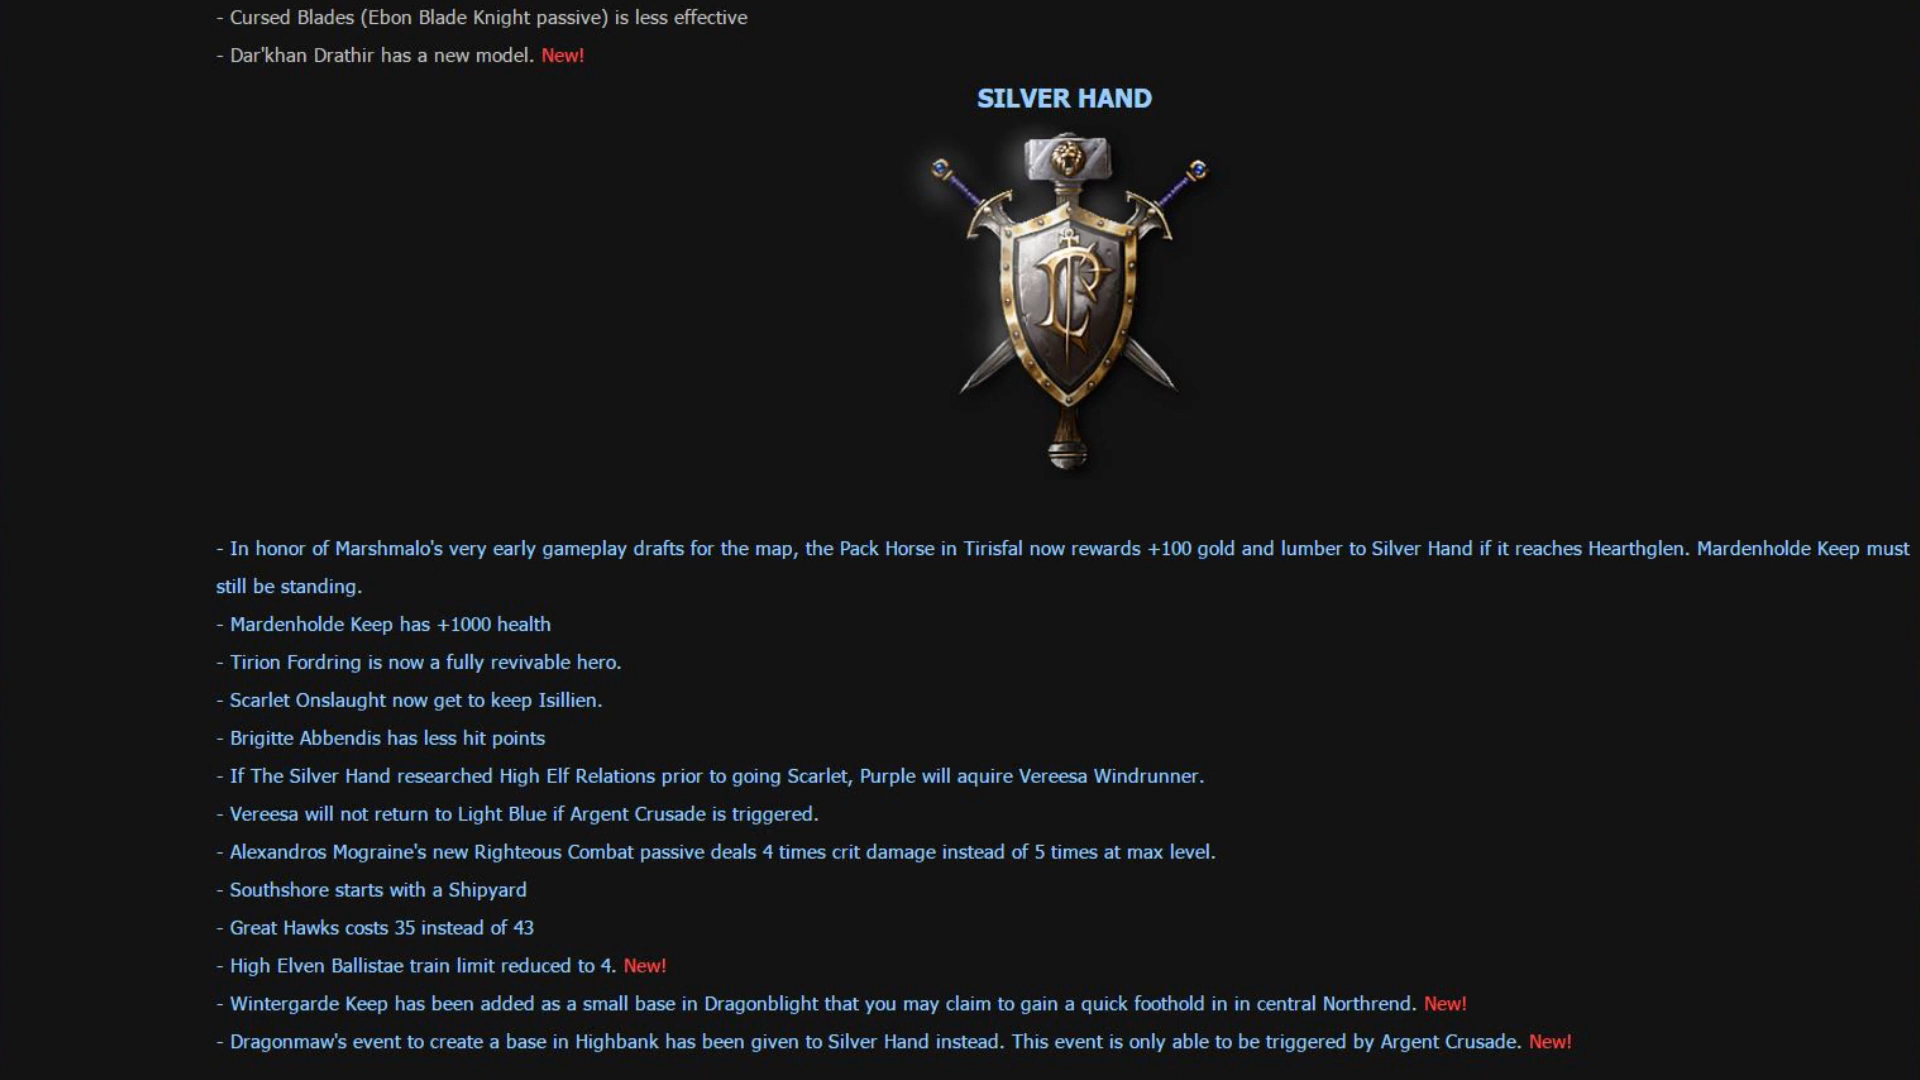 - Cursed Blades (Ebon Blade Knight passive) is less effective
- Dar'khan Drathir has a new model. New!
SILVER HAND
- In honor of Marshmalo's very early gameplay drafts for the map, the Pack Horse in Tirisfal now rewards +100 gold and lumber to Silver Hand if it reaches Hearthglen. Mardenholde Keep must
still be standing.
- Mardenholde Keep has +1000 health
- Tirion Fordring is now a fully revivable hero.
- Scarlet Onslaught now get to keep Isillien.
- Brigitte Abbendis has less hit points
- If The Silver Hand researched High Elf Relations prior to going Scarlet, Purple will aquire Vereesa Windrunner.
- Vereesa will not return to Light Blue if Argent Crusade is triggered.
- Alexandros Mograine's new Righteous Combat passive deals 4 times crit damage instead of 5 times at max level.
- Southshore starts with a Shipyard
- Great Hawks costs 35 instead of 43
- High Elven Ballistae train limit reduced to 4. New!
- Wintergarde Keep has been added as a small base in Dragonblight that you may claim to gain a quick foothold in in central Northrend. New!
- Dragonmaw's event to create a base in Highbank has been given to Silver Hand instead. This event is only able to be triggered by Argent Crusade. New!